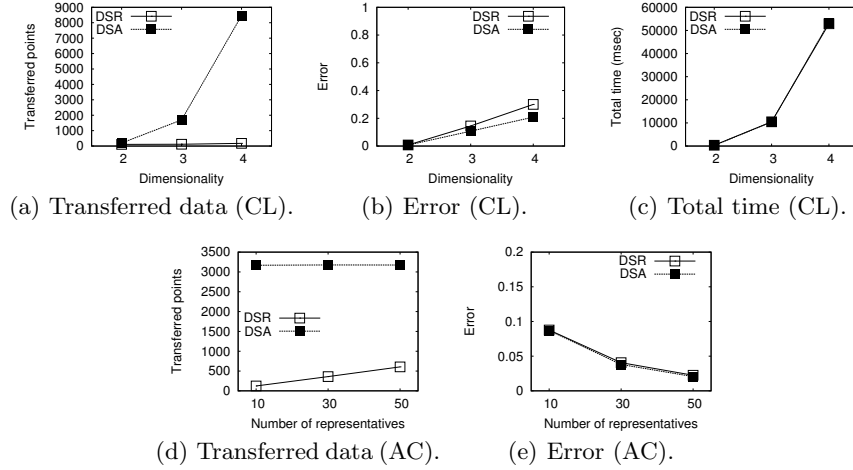 Transferred points
9000
8000
7000
6000
5000
4000
3000
2000
1000
0
DSR
DSA
2 3 4
Dimensionality
(a) Transferred data (CL).
Error
1
0.8
0.6
0.4
0.2
0
DSR
DSA
2 3 4
Dimensionality
(b) Error (CL).
Total time (msec)
60000
50000
40000
30000
20000
10000
0
DSR
DSA
2 3 4
Dimensionality
(c) Total time (CL).
Transferred points
3500
3000
2500
2000
1500
1000
500
0
DSR
DSA
10 30 50
Number of representatives
(d) Transferred data (AC).
Error
0.2
0.15
0.1
0.05
0
DSR
DSA
10 30 50
Number of representatives
(e) Error (AC).